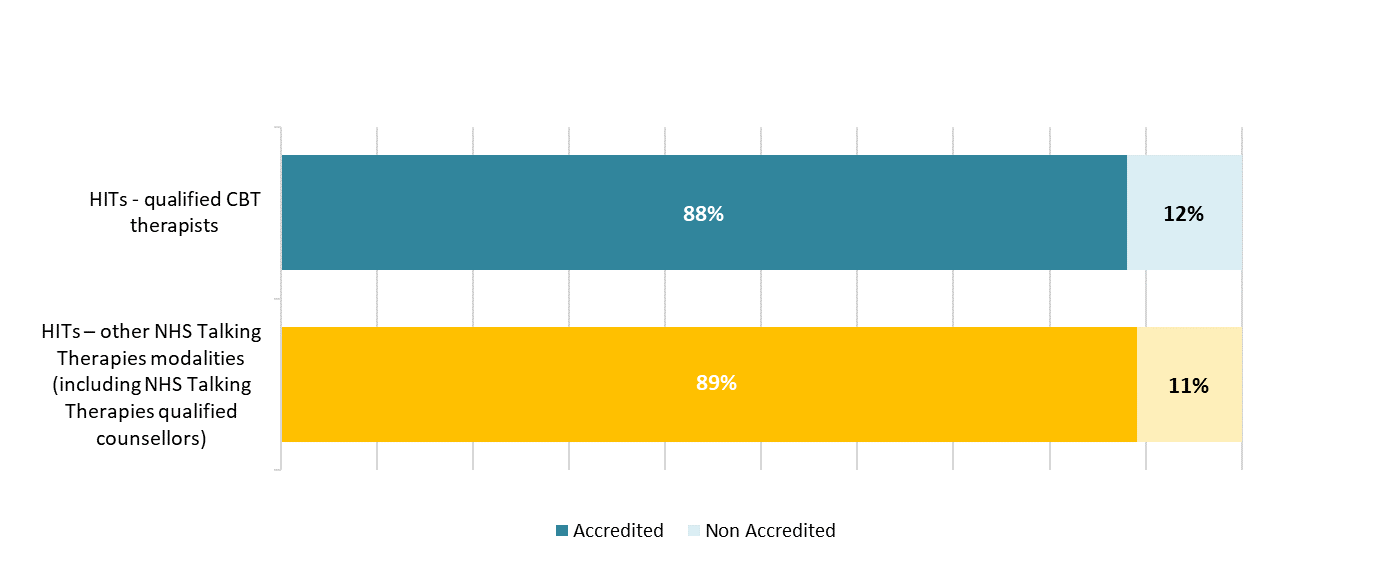 HITs - qualified CBT
therapists
88%
12%
HITs – other NHS Talking
Therapies modalities
(including NHS Talking
Therapies qualified
counsellors)
89%
11%
Accredited
Non Accredited